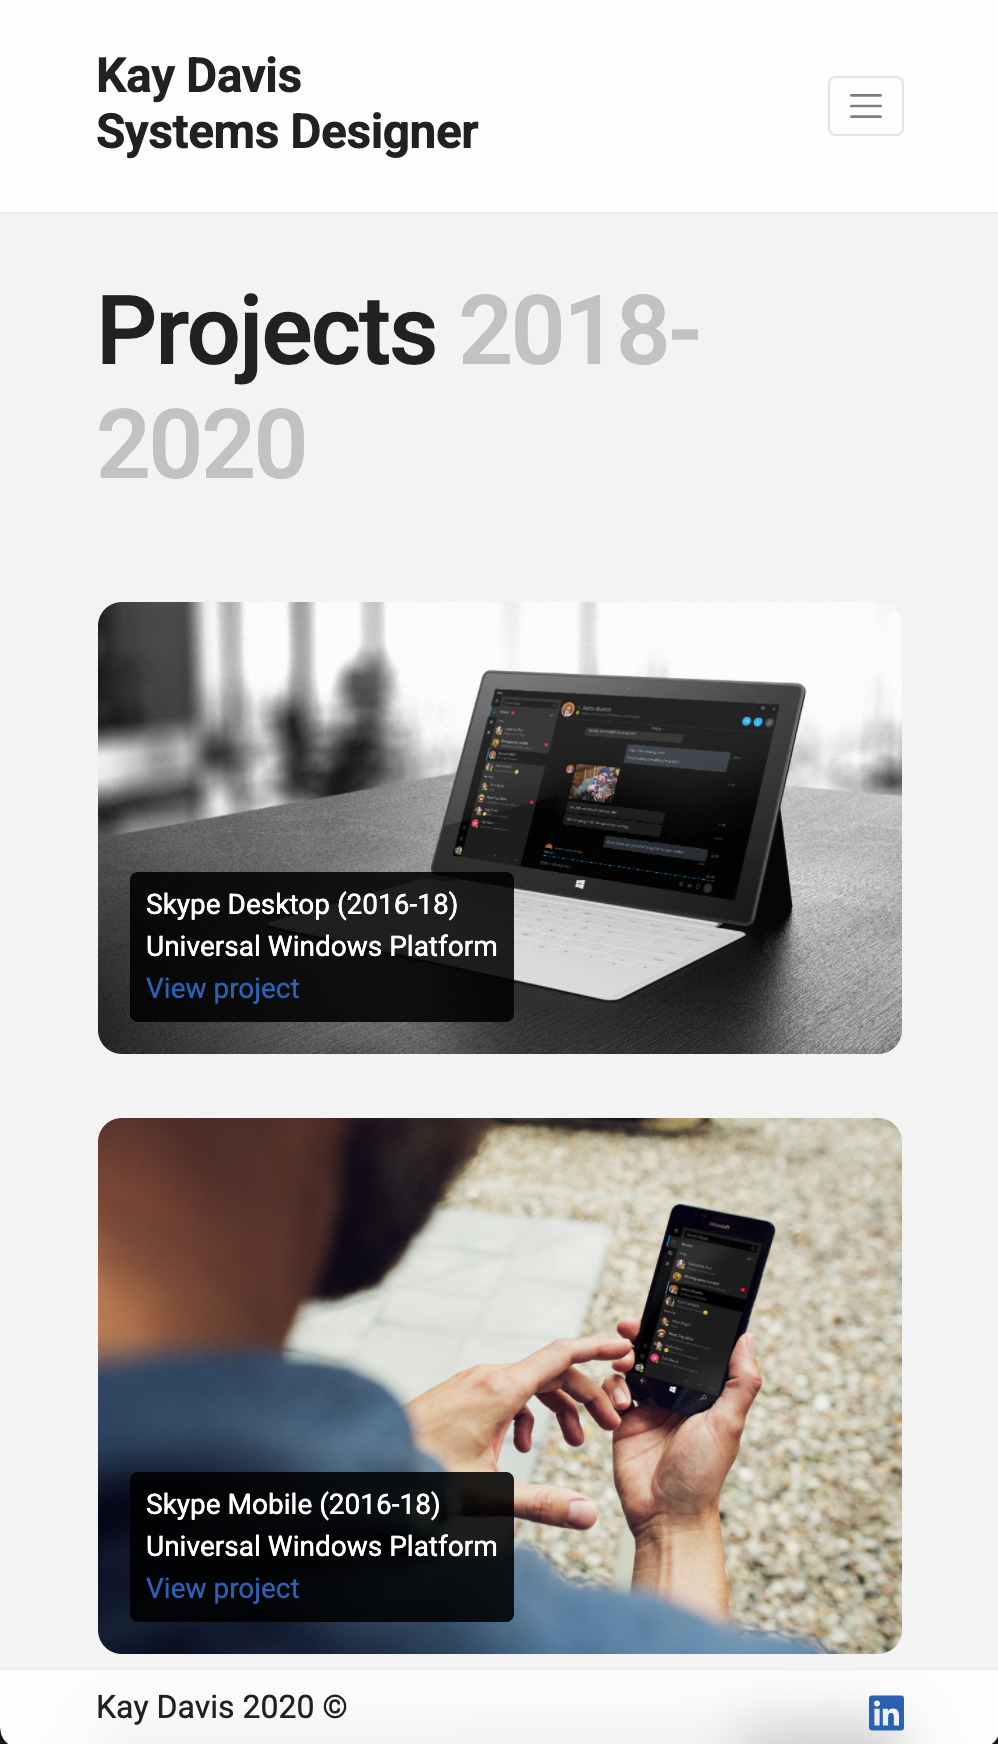 Kay Davis
Systems Designer
Projects 2018-
2020
Skype Desktop (2016-18)
Universal Windows Platform
View project
Microsoft
Skype Mobile (2016-18)
Universal Windows Platform
View project
Kay Davis 2020 ©
in